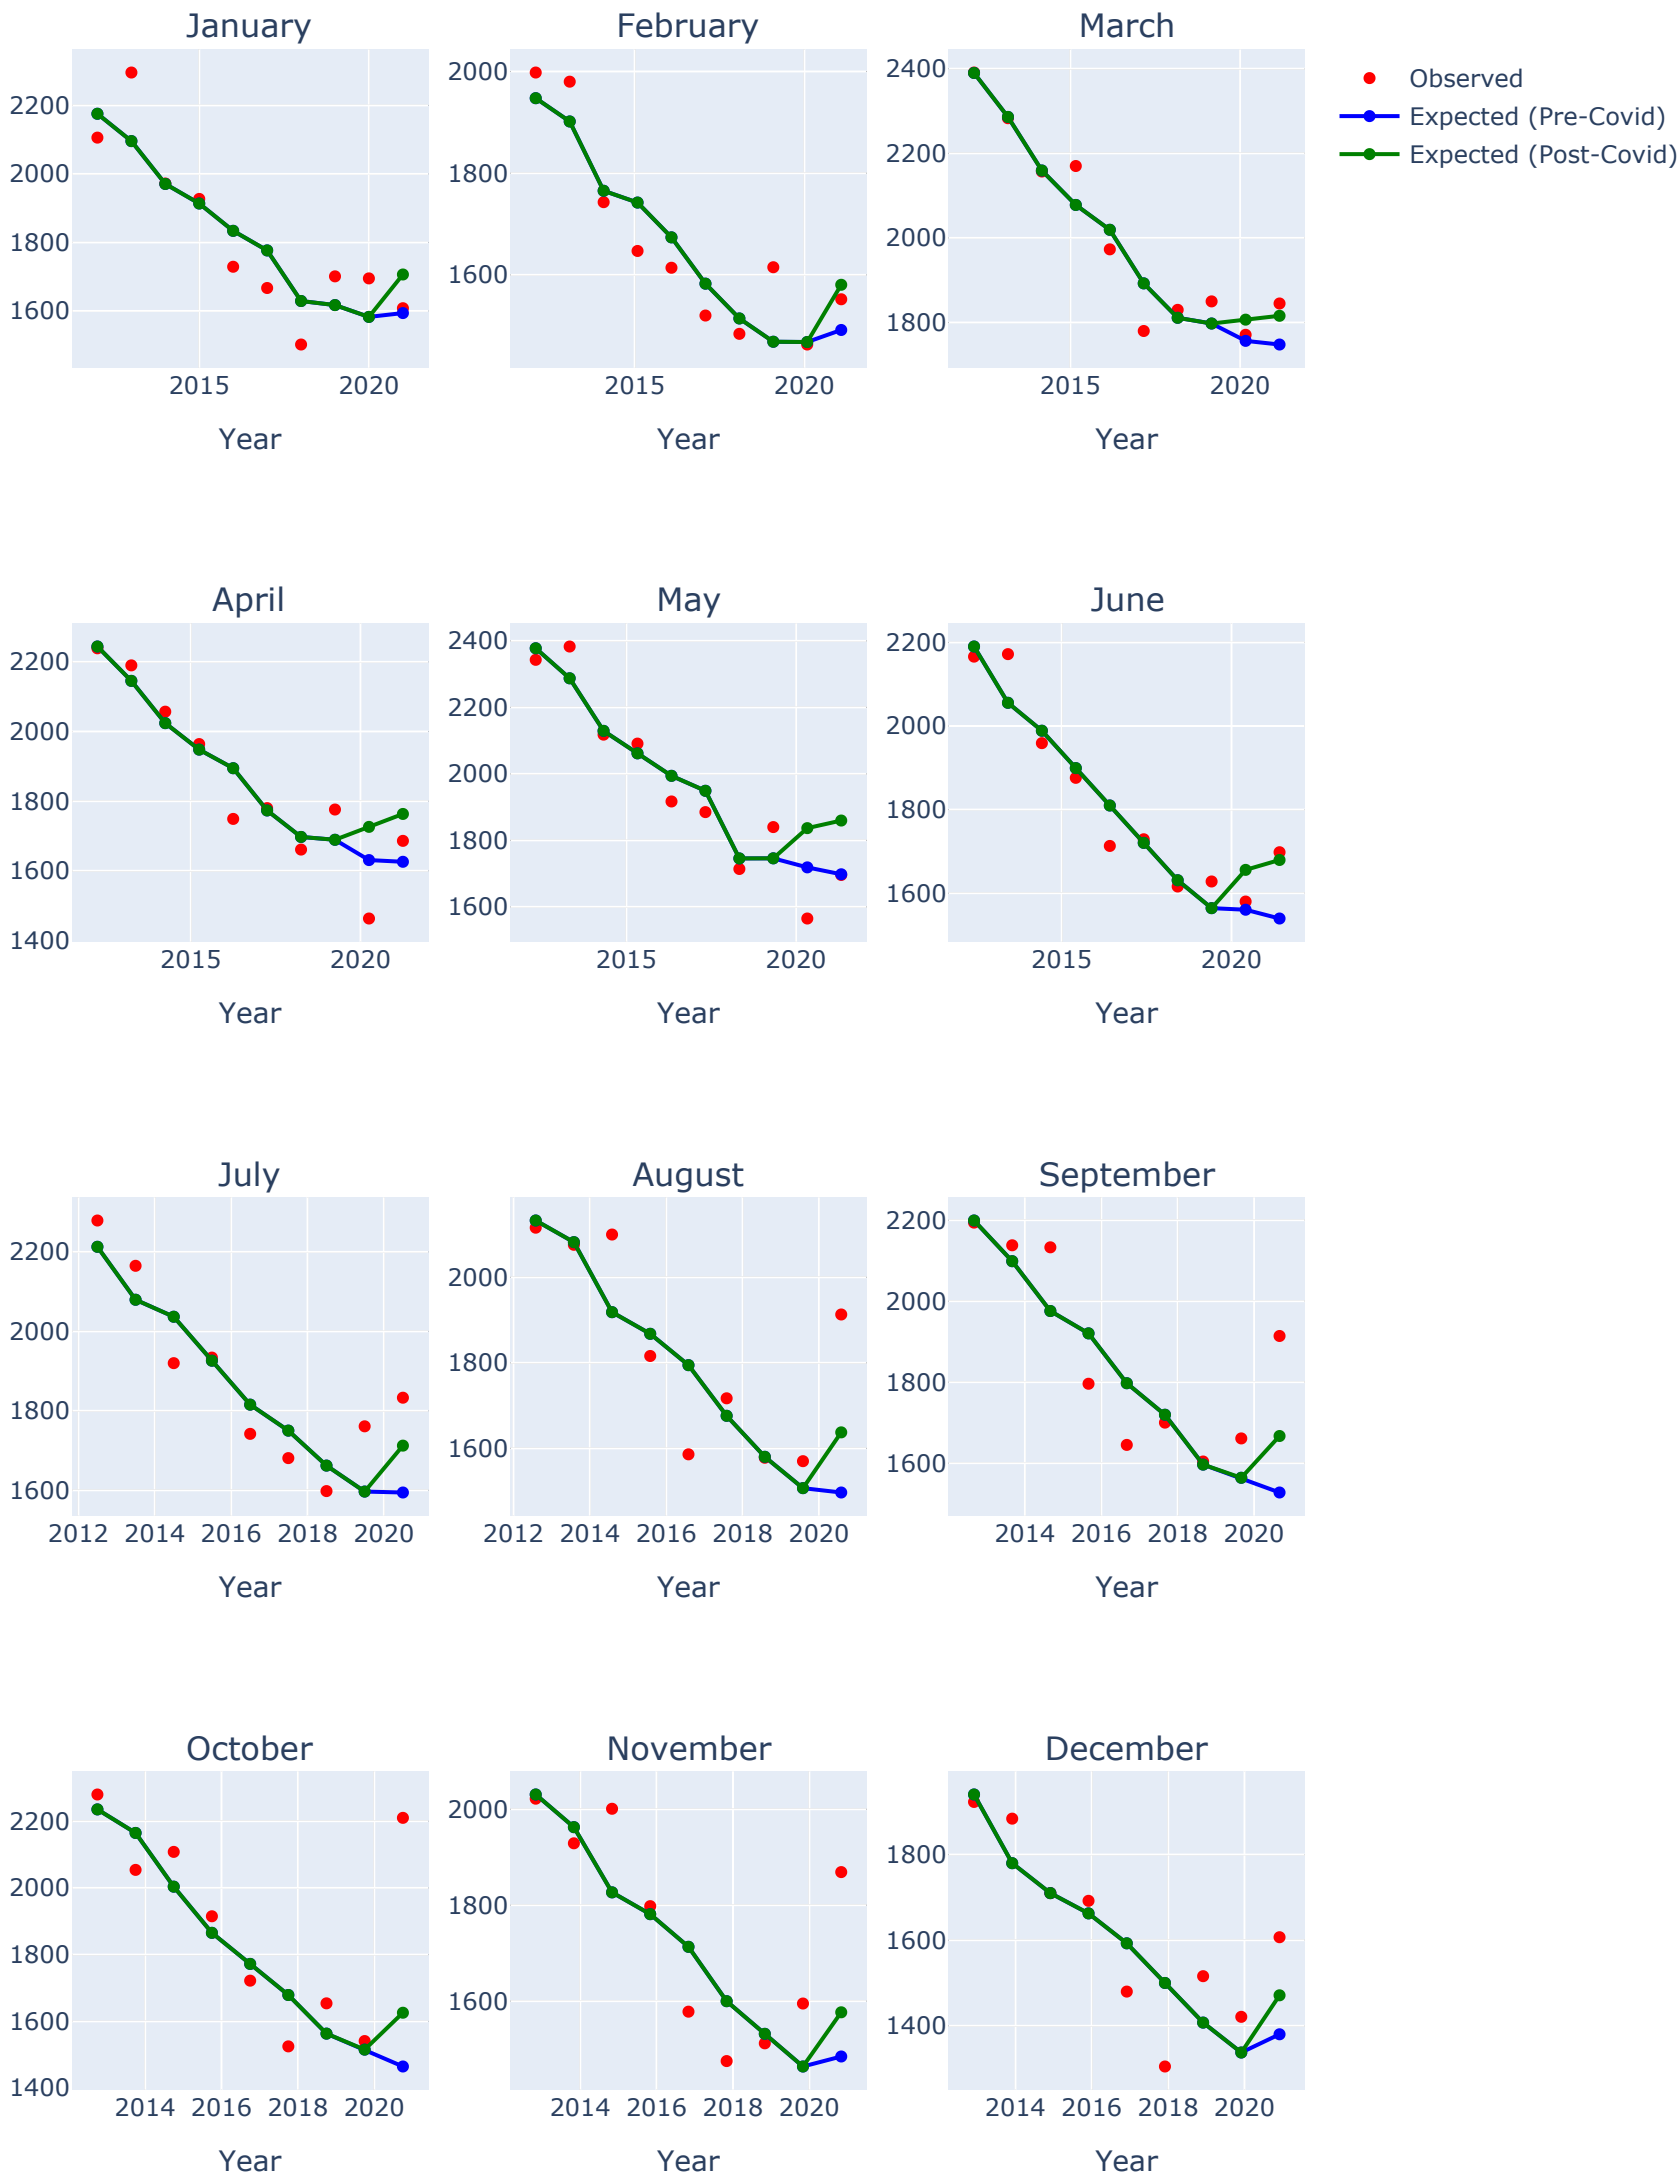 January
February
March
Observed
Expected (Pre-Covid)
Expected (Post-Covid)
2200
2000
1800
1600
2015
2020
Year
2000
1800
1600
2015
2020
Year
2400
2200
2000
1800
2015
2020
Year
April
May
June
2200
2000
1800
1600
1400
2015
2020
Year
2400
2200
2000
1800
1600
2015
2020
Year
2200
2000
1800
1600
2015
2020
Year
July
August
September
2200
2000
1800
1600
2012 2014 2016 2018 2020
Year
2000
1800
1600
2012 2014 2016 2018 2020
Year
2200
2000
1800
1600
2014 2016 2018 2020
Year
October
November
December
2200
2000
1800
1600
1400
2014 2016 2018 2020
Year
2000
1800
1600
2014 2016 2018 2020
Year
1800
1600
1400
2014 2016 2018 2020
Year